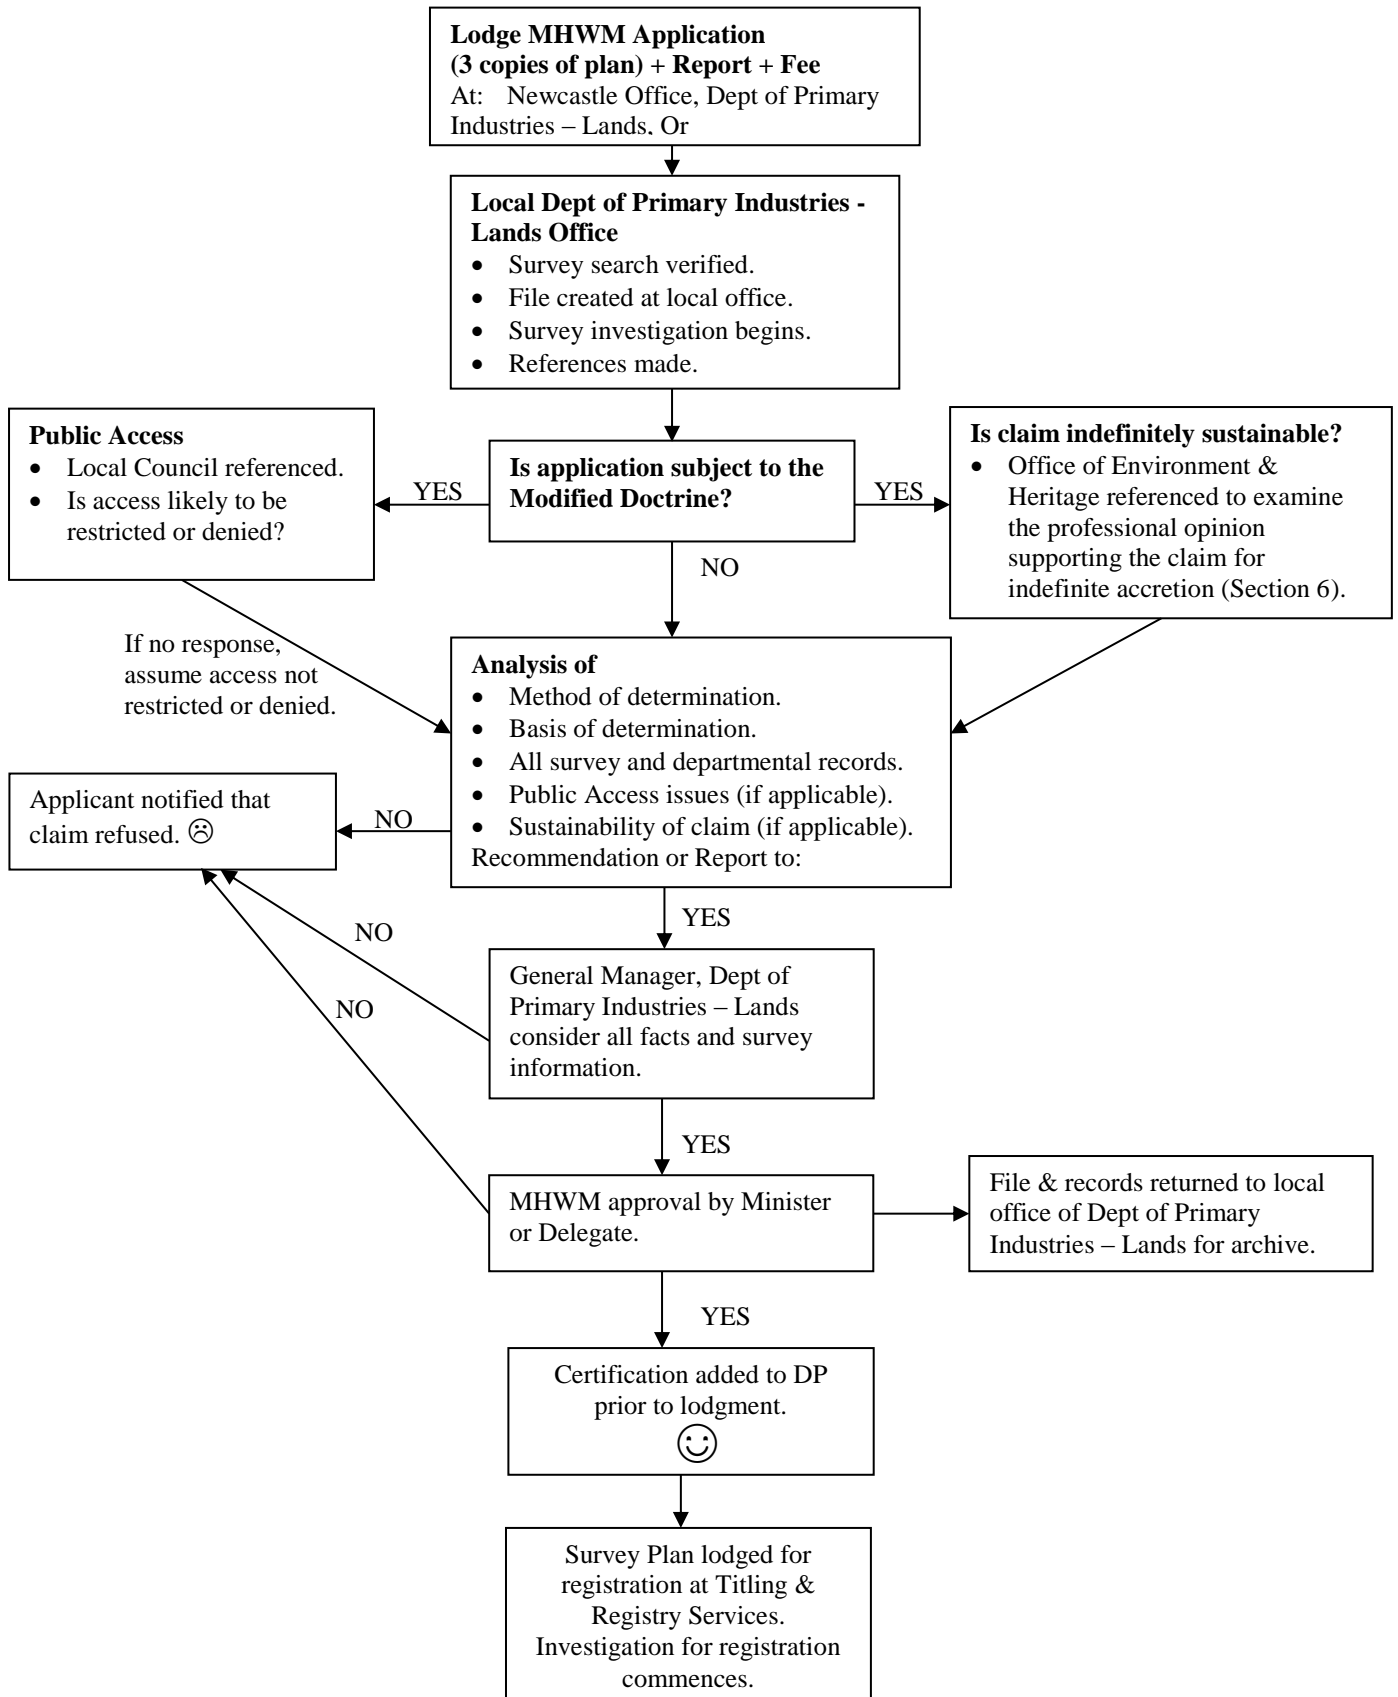 Lodge MHWM Application
(3 copies of plan) + Report + Fee
At: Newcastle Office, Dept of Primary
Industries – Lands, Or
Local Dept of Primary Industries -
Lands Office
• Survey search verified.
• File created at local office.
• Survey investigation begins.
• References made.
Public Access
• Local Council referenced.
• Is access likely to be
restricted or denied?
YES
Is application subject to the
Modified Doctrine?
YES
Is claim indefinitely sustainable?
• Office of Environment &
Heritage referenced to examine
the professional opinion
supporting the claim for
indefinite accretion (Section 6).
NO
If no response,
assume access not
restricted or denied.
Analysis of
• Method of determination.
• Basis of determination.
• All survey and departmental records.
• Public Access issues (if applicable).
• Sustainability of claim (if applicable).
Recommendation or Report to:
NO
Applicant notified that
claim refused. ☹
YES
NO
General Manager, Dept of
Primary Industries – Lands
consider all facts and survey
information.
NO
YES
MHWM approval by Minister
or Delegate.
File & records returned to local
office of Dept of Primary
Industries – Lands for archive.
YES
Certification added to DP
prior to lodgment.
☺
Survey Plan lodged for
registration at Titling &
Registry Services.
Investigation for registration
commences.